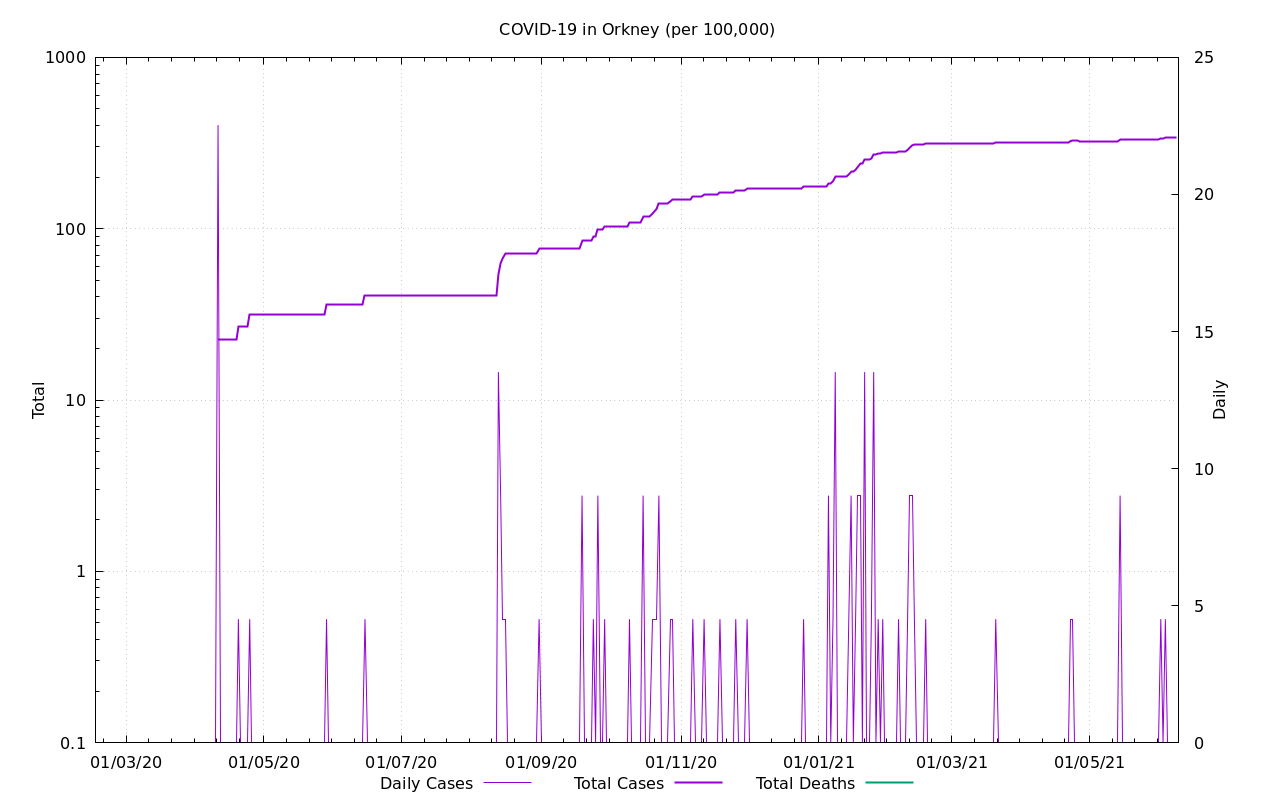 COVID-19 in Orkney (per 100,000)
1000
100
10
1
0.1
Total
25
20
15
10
5
0
Daily
01/03/20 01/05/20 01/07/20 01/09/20 01/11/20 01/01/21 01/03/21 01/05/21
Daily Cases Total Cases Total Deaths